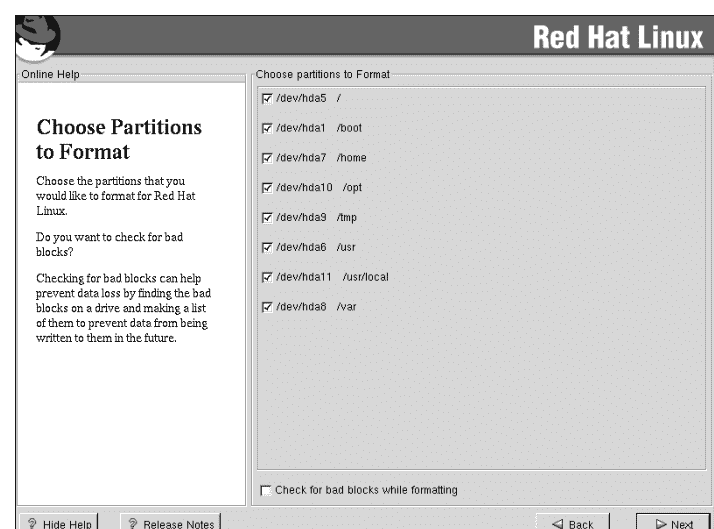 Red Hat Linux
Online Help
Choose Partitions
to Format
Choose the partitions that you
would like to format for Red Hat
Linux.
Do you want to check for bad
blocks?
Checking for bad blocks can help
prevent data loss by finding the bad
blocks on a drive and making a list
of them to prevent data from being
written to them in the future.
Choose partitions to Format
/dev/hda5 /
/dev/hda1 /boot
/dev/hda7 /home
/dev/hda10 /opt
/dev/hda9 /tmp
/dev/hda6 /usr
/dev/hda11 /usr/local
/dev/hda8 /var
Check for bad blocks while formatting
? Hide Help
? Release Notes
Back
Next